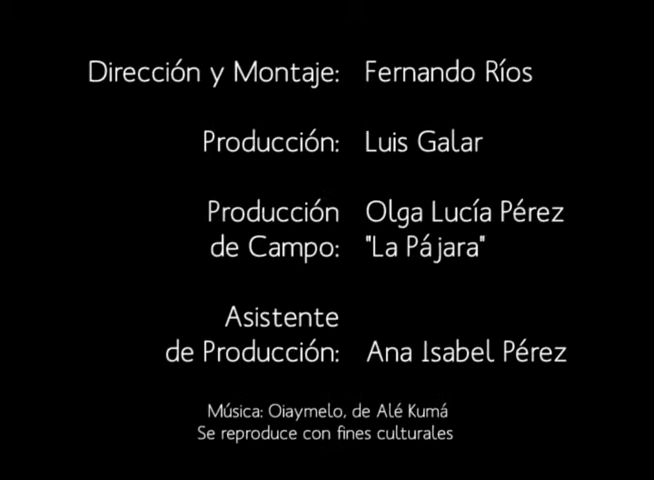 Dirección y Montaje: Fernando Ríos
Producción: Luis Galar
Producción Olga Lucía Pérez
de Campo: "La Pájara"
Asistente
de Producción: Ana Isabel Pérez
Música: Oiaymelo, de Alé Kumá
Se reproduce con fines culturales